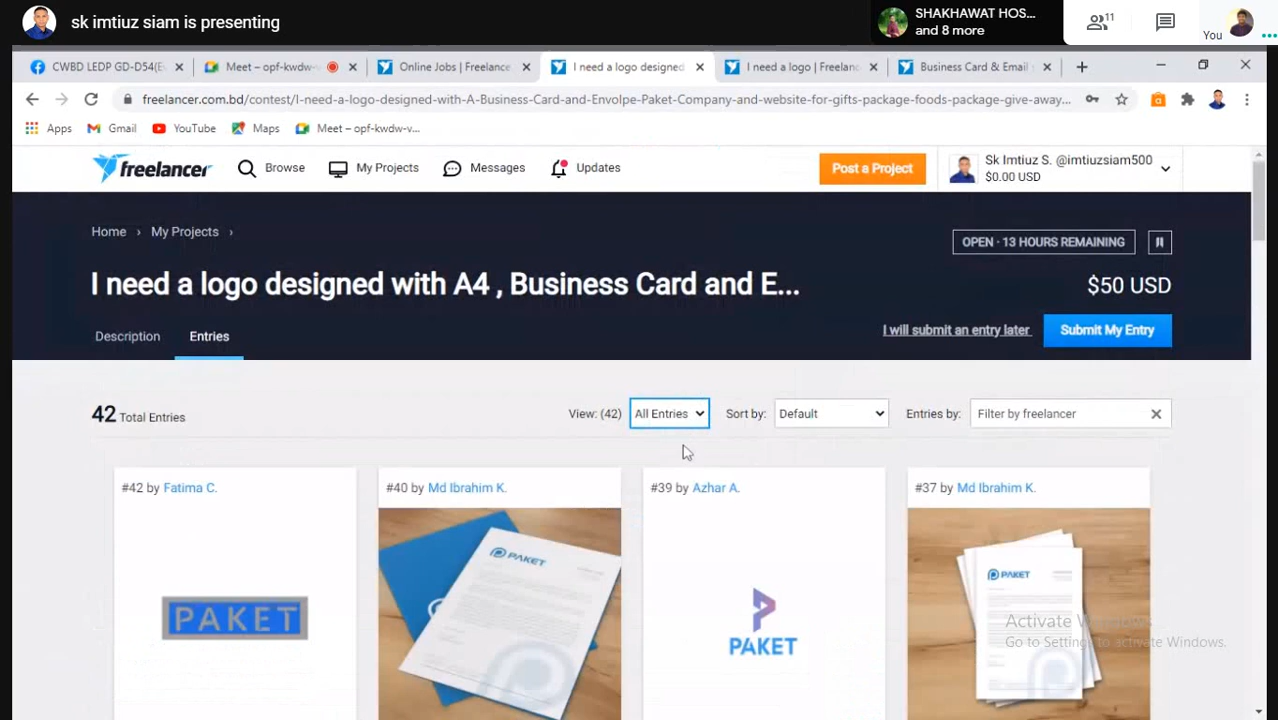 sk imtiuz siam is presenting
SHAKHAWAT HOS...
and 8 more
11
You
CWBD LEDP GD-D54(E
Meet – opf-kwdw-v
Online Jobs | Freelance
I need a logo designed
I need a logo | Freelan
Business Card & Email
freelancer.com.bd/contest/I-need-a-logo-designed-with-A-Business-Card-and-Envolpe-Paket-Company-and-website-for-gifts-package-foods-package-give-away...
Apps
Gmail
YouTube
Maps
Meet – opf-kwdw-v...
freelancer
Browse
My Projects
Messages
Updates
Post a Project
Sk Imtiuz S. @imtiuzsiam500
$0.00 USD
Home › My Projects ›
OPEN - 13 HOURS REMAINING
I need a logo designed with A4 , Business Card and E...
$50 USD
Description
Entries
I will submit an entry later
Submit My Entry
42 Total Entries
View: (42)
All Entries
Sort by:
Default
Entries by:
Filter by freelancer
#42 by Fatima C.
#40 by Md Ibrahim K.
#39 by Azhar A.
#37 by Md Ibrahim K.
PAKET
PAKET
PAKET
PAKET
Activate Windows
Go to Settings to activate Windows.